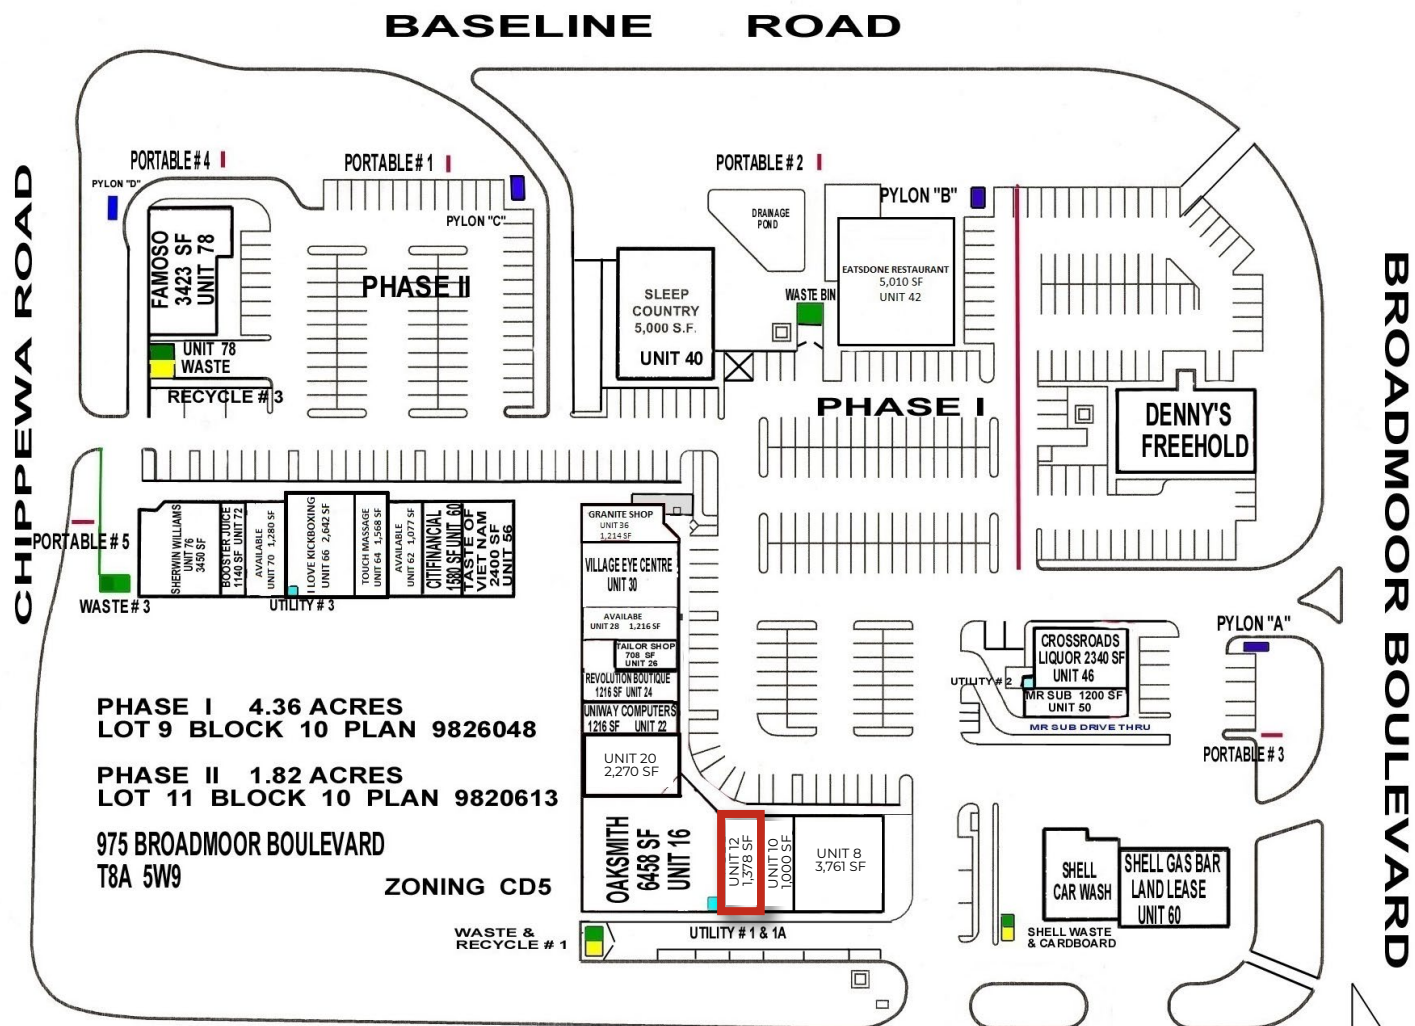 BASELINE ROAD
CHIPPEWA ROAD
BROADMOOR BOULEVARD
PORTABLE # 4
PORTABLE # 1
PORTABLE # 2
PYLON "D"
PYLON "C"
PYLON "B"
DRAINAGE
POND
FAMOSO
3423 SF
UNIT 78
PHASE II
SLEEP
COUNTRY
5,000 S.F.
UNIT 40
WASTE BIN
EATSDONE RESTAURANT
5,010 SF
UNIT 42
UNIT 78
WASTE
RECYCLE # 3
PHASE I
DENNY'S
FREEHOLD
PORTABLE # 5
WASTE # 3
SHERWIN WILLIAMS
UNIT 76
3450 SF
BOOSTER JUICE
1140 SF UNIT 72
AVAILABLE
UNIT 70 1,280 SF
I LOVE KICKBOXING
UNIT 66 2,642 SF
TOUCH MASSAGE
UNIT 64 1,568 SF
AVAILABLE
UNIT 62 1,077 SF
CITIFINANCIAL
1580 SF UNIT 60
TASTE OF
VIET NAM
2400 SF
UNIT 56
UTILITY # 3
GRANITE SHOP
UNIT 36
1,214 SF
VILLAGE EYE CENTRE
UNIT 30
AVAILABE
UNIT 28 1,216 SF
TAILOR SHOP
708 SF
UNIT 26
REVOLUTION BOUTIQUE
1216 SF UNIT 24
UNIWAY COMPUTERS
1216 SF UNIT 22
UNIT 20
2,270 SF
OAKSMITH
6458 SF
UNIT 16
UNIT 12
1,378 SF
UNIT 10
1,000 SF
UNIT 8
3,761 SF
UTILITY # 1 & 1A
WASTE &
RECYCLE # 1
CROSSROADS
LIQUOR 2340 SF
UNIT 46
UTILITY # 2
MR SUB 1200 SF
UNIT 50
MR SUB DRIVE THRU
PYLON "A"
PORTABLE # 3
SHELL
CAR WASH
SHELL GAS BAR
LAND LEASE
UNIT 60
SHELL WASTE
& CARDBOARD
PHASE I 4.36 ACRES
LOT 9 BLOCK 10 PLAN 9826048
PHASE II 1.82 ACRES
LOT 11 BLOCK 10 PLAN 9820613
975 BROADMOOR BOULEVARD
T8A 5W9
ZONING CD5